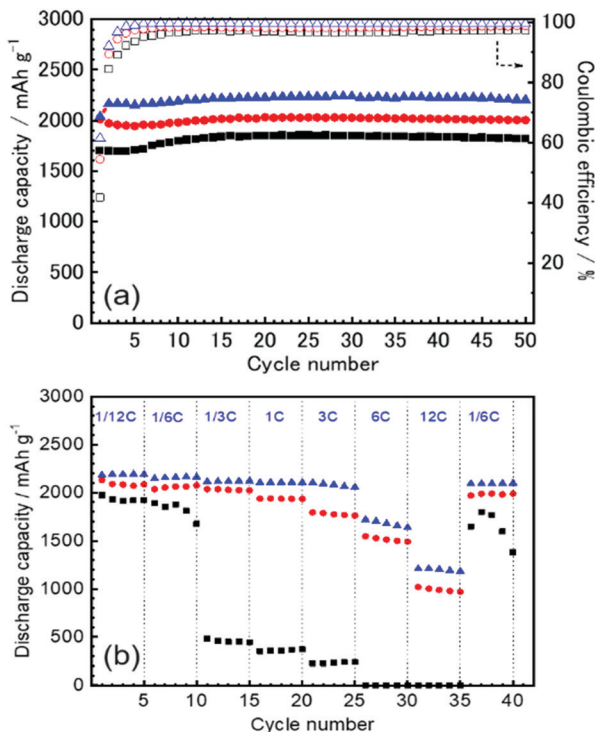 3000
2500
2000
1500
1000
500
0
Discharge capacity / mAh g⁻¹
100
80
60
40
20
Coulombic efficiency / %
(a)
5 10 15 20 25 30 35 40 45 50
Cycle number
3000
2500
2000
1500
1000
500
0
Discharge capacity / mAh g⁻¹
1/12C 1/6C 1/3C 1C 3C 6C 12C 1/6C
(b)
5 10 15 20 25 30 35 40
Cycle number